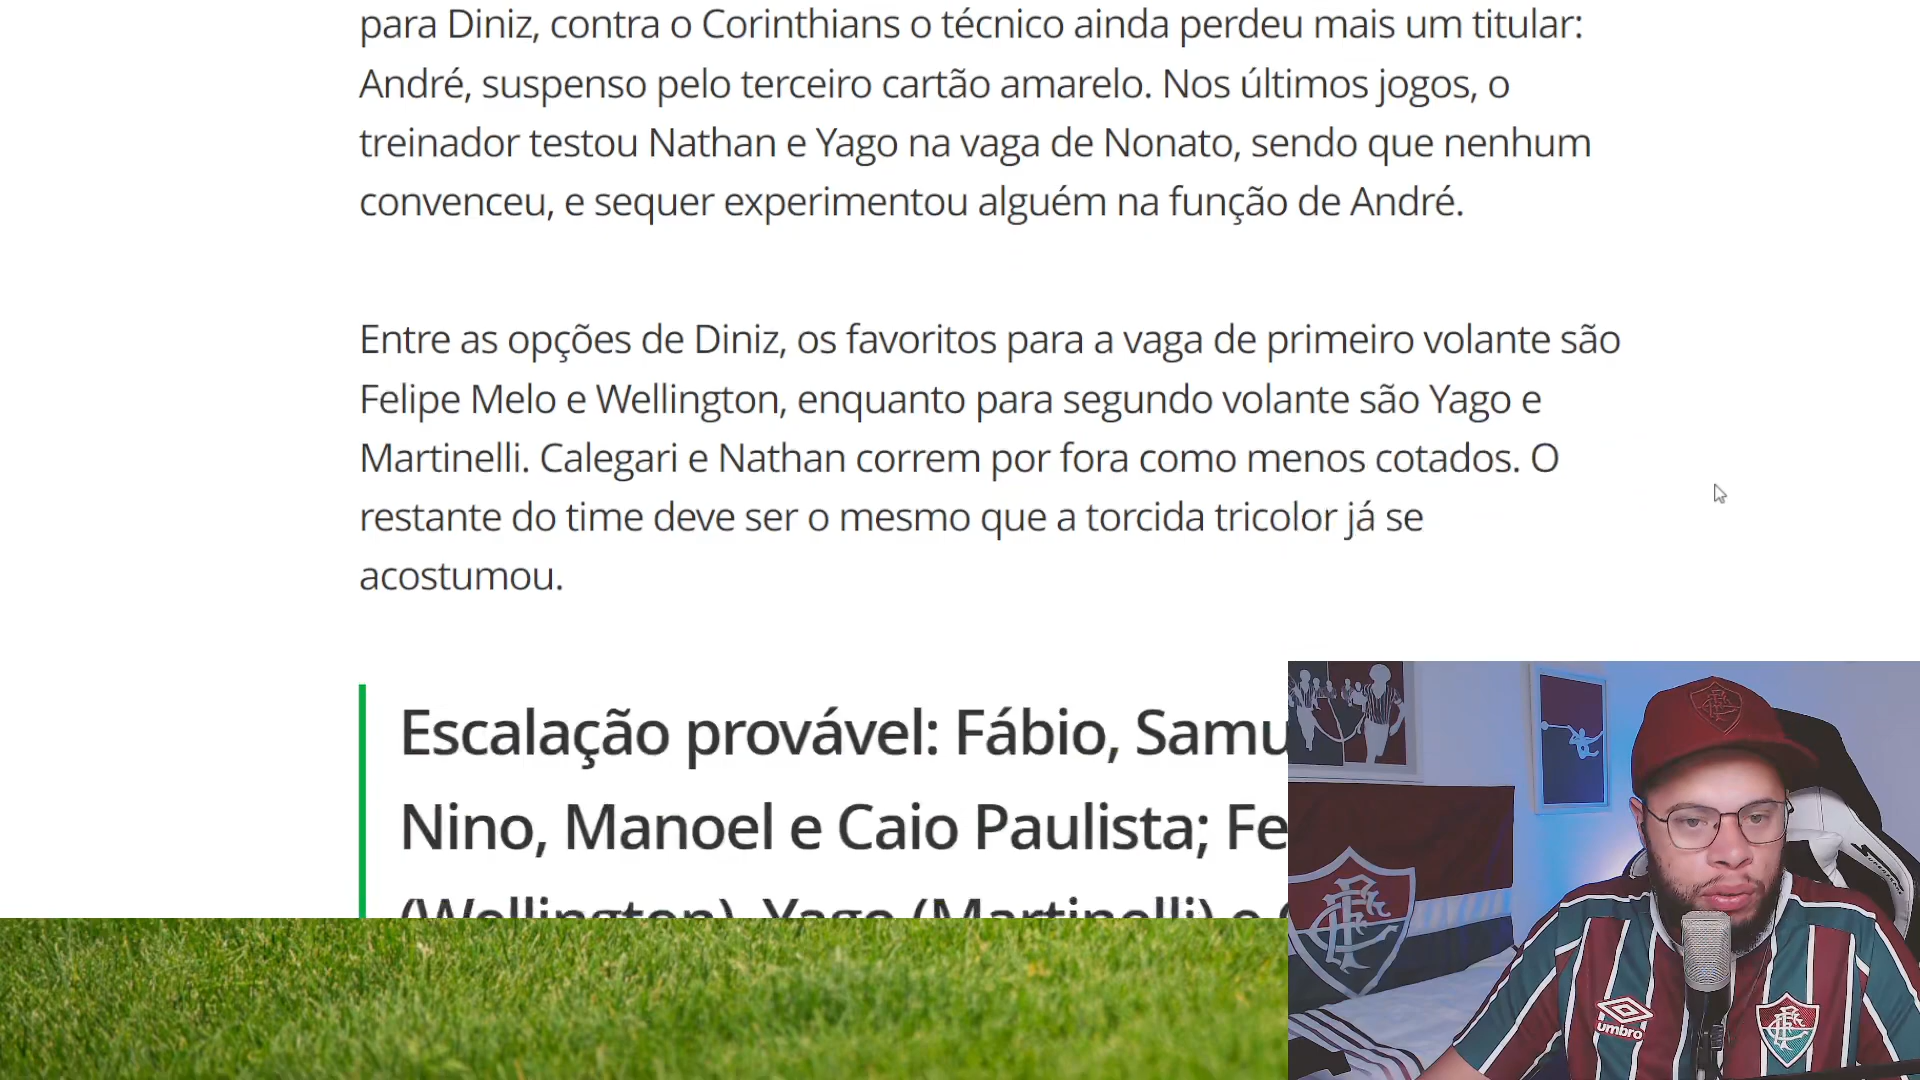 para Diniz, contra o Corinthians o técnico ainda perdeu mais um titular:
André, suspenso pelo terceiro cartão amarelo. Nos últimos jogos, o
treinador testou Nathan e Yago na vaga de Nonato, sendo que nenhum
convenceu, e sequer experimentou alguém na função de André.
Entre as opções de Diniz, os favoritos para a vaga de primeiro volante são
Felipe Melo e Wellington, enquanto para segundo volante são Yago e
Martinelli. Calegari e Nathan correm por fora como menos cotados. O
restante do time deve ser o mesmo que a torcida tricolor já se
acostumou.
Escalação provável: Fábio, Samu
Nino, Manoel e Caio Paulista; Fe
(Wellington), Yago (Martinelli) e
umbro